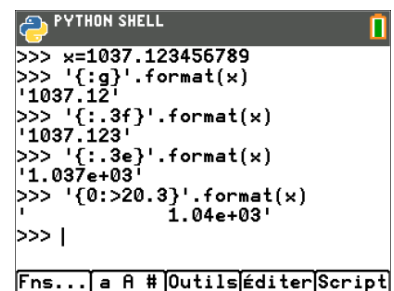 PYTHON SHELL
>>> x=1037.123456789
>>> '{:g}'.format(x)
'1037.12'
>>> '{:.3f}'.format(x)
'1037.123'
>>> '{:.3e}'.format(x)
'1.037e+03'
>>> '{0:>20.3}'.format(x)
'            1.04e+03'
>>> |
Fns... a A # Outils Éditer Script